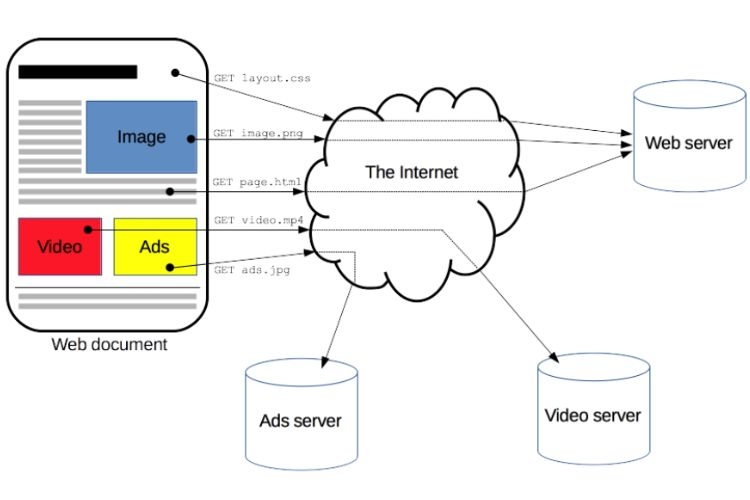 GET layout.css
Image
GET image.png
The Internet
Web server
GET page.html
GET video.mp4
Video
Ads
GET ads.jpg
Web document
Ads server
Video server